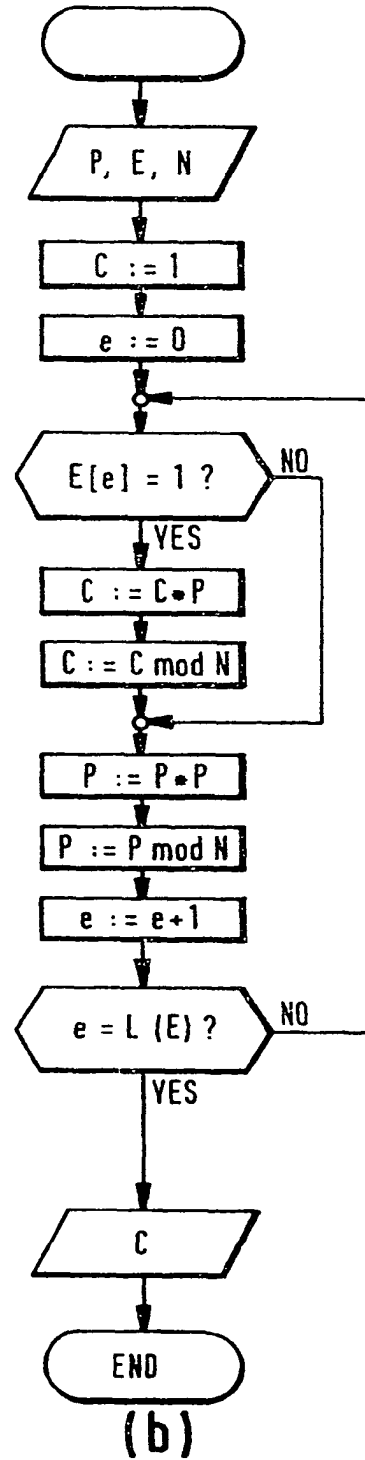 P, E, N
C := 1
e := 0
E[e] = 1 ?
NO
YES
C := C*P
C := C mod N
P := P*P
P := P mod N
e := e+1
e = L (E) ?
NO
YES
C
END
(b)